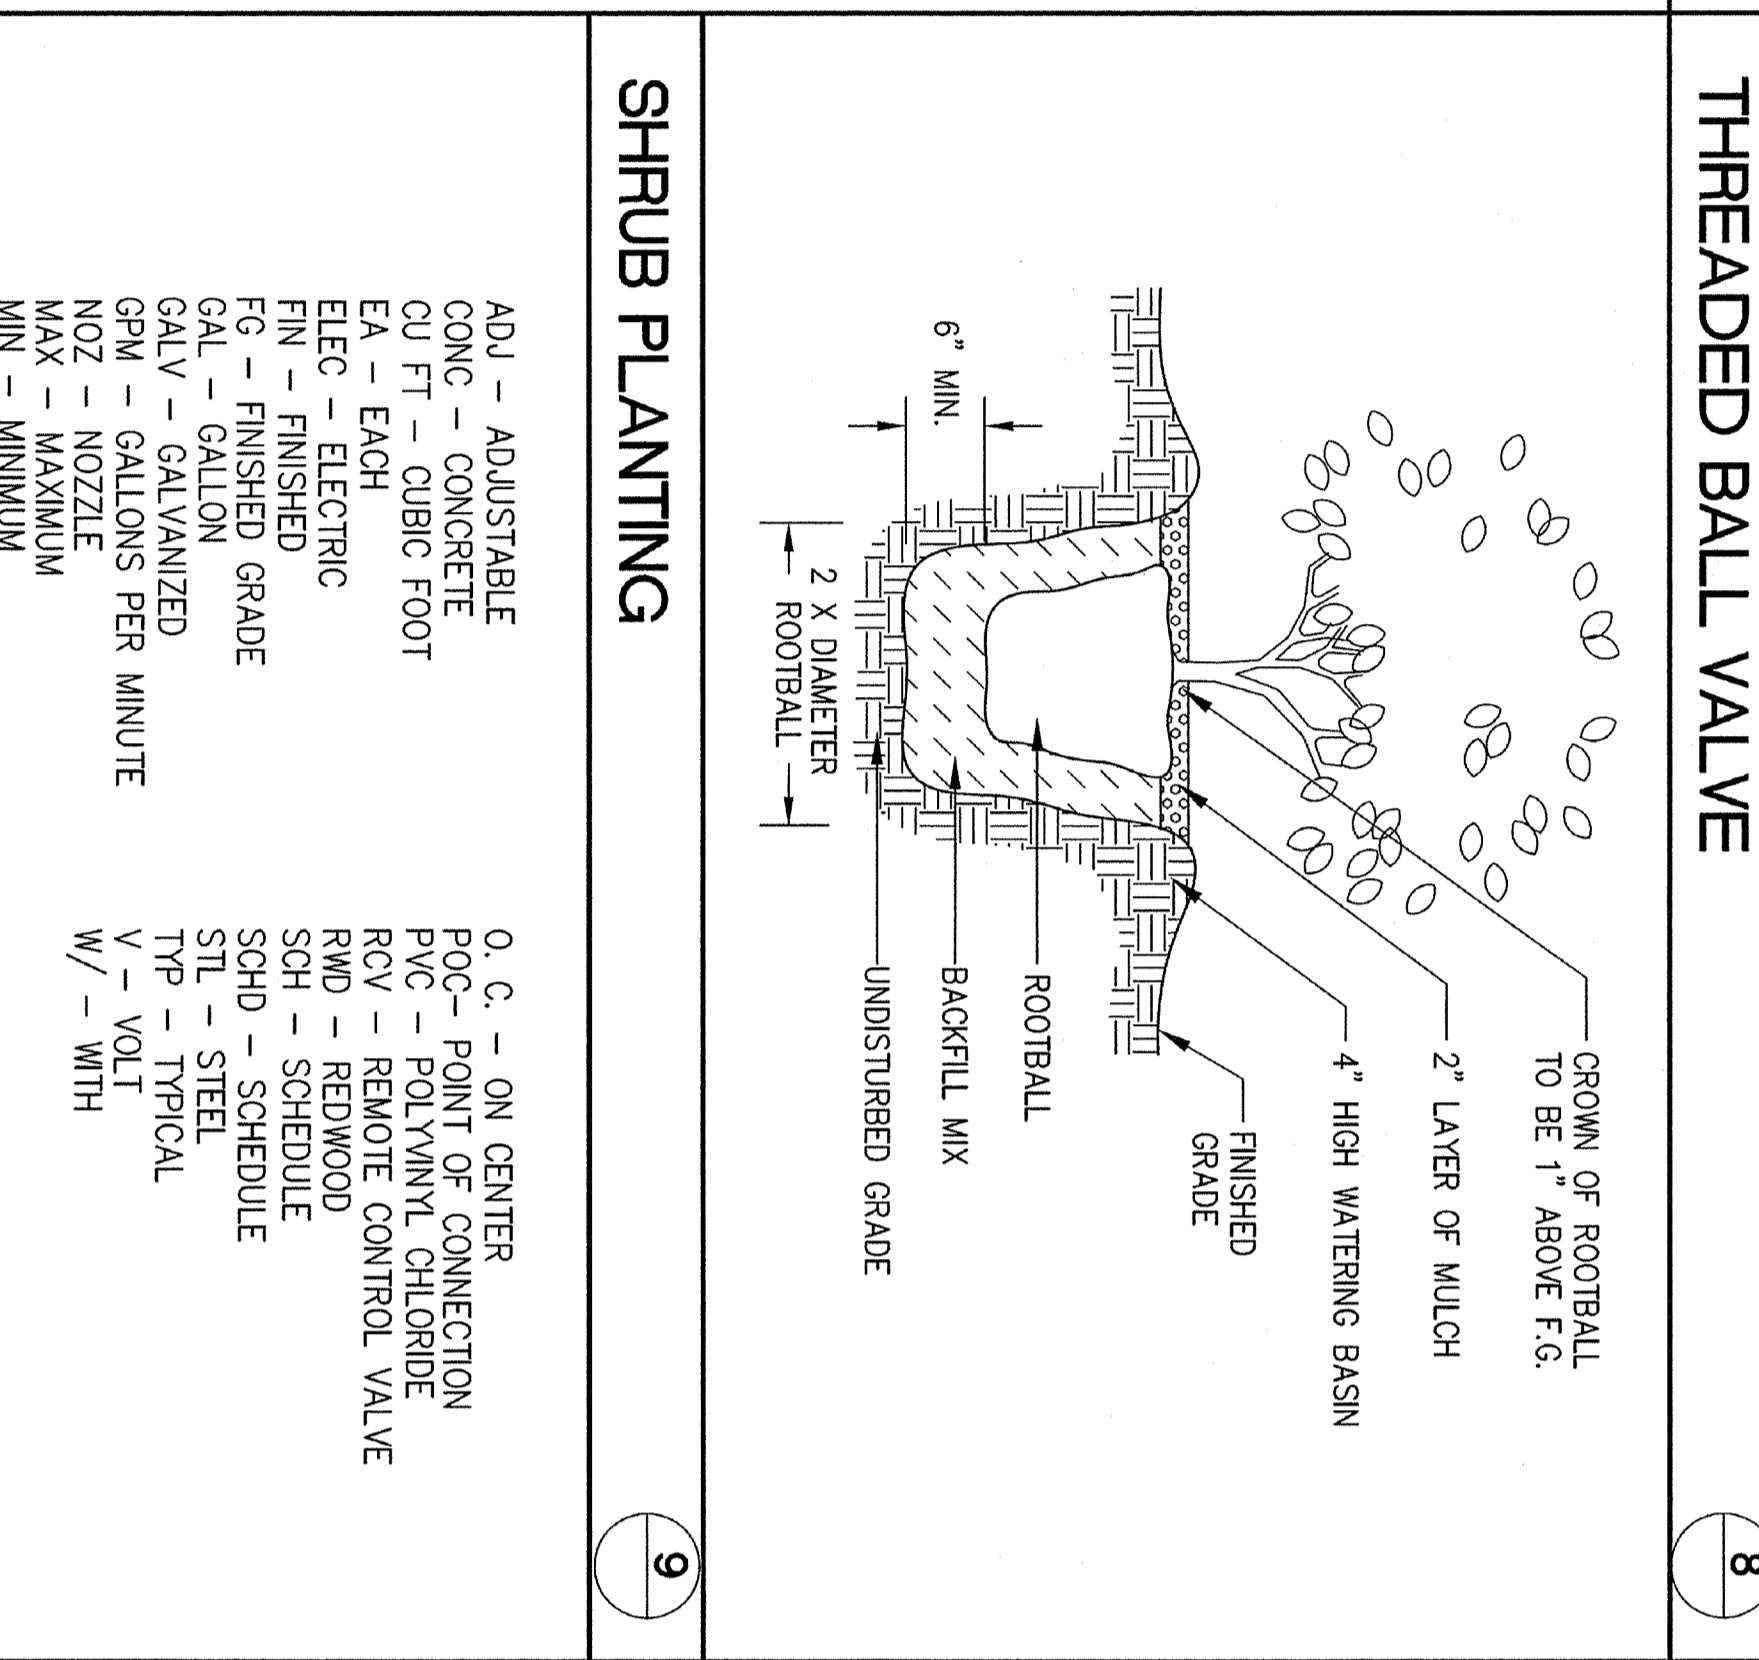 THREADED BALL VALVE
8
CROWN OF ROOTBALL
TO BE 1" ABOVE F.G.
2" LAYER OF MULCH
4" HIGH WATERING BASIN
FINISHED
GRADE
6" MIN.
ROOTBALL
BACKFILL MIX
UNDISTURBED GRADE
2 X DIAMETER
ROOTBALL
SHRUB PLANTING
9
ADJ – ADJUSTABLE
CONC – CONCRETE
CU FT – CUBIC FOOT
EA – EACH
ELEC – ELECTRIC
FIN – FINISHED
FG – FINISHED GRADE
GAL – GALLON
GALV – GALVANIZED
GPM – GALLONS PER MINUTE
NOZ – NOZZLE
MAX – MAXIMUM
MIN – MINIMUM
O. C. – ON CENTER
POC– POINT OF CONNECTION
PVC – POLYVINYL CHLORIDE
RCV – REMOTE CONTROL VALVE
RWD – REDWOOD
SCH – SCHEDULE
SCHD – SCHEDULE
STL – STEEL
TYP – TYPICAL
V – VOLT
W/ – WITH